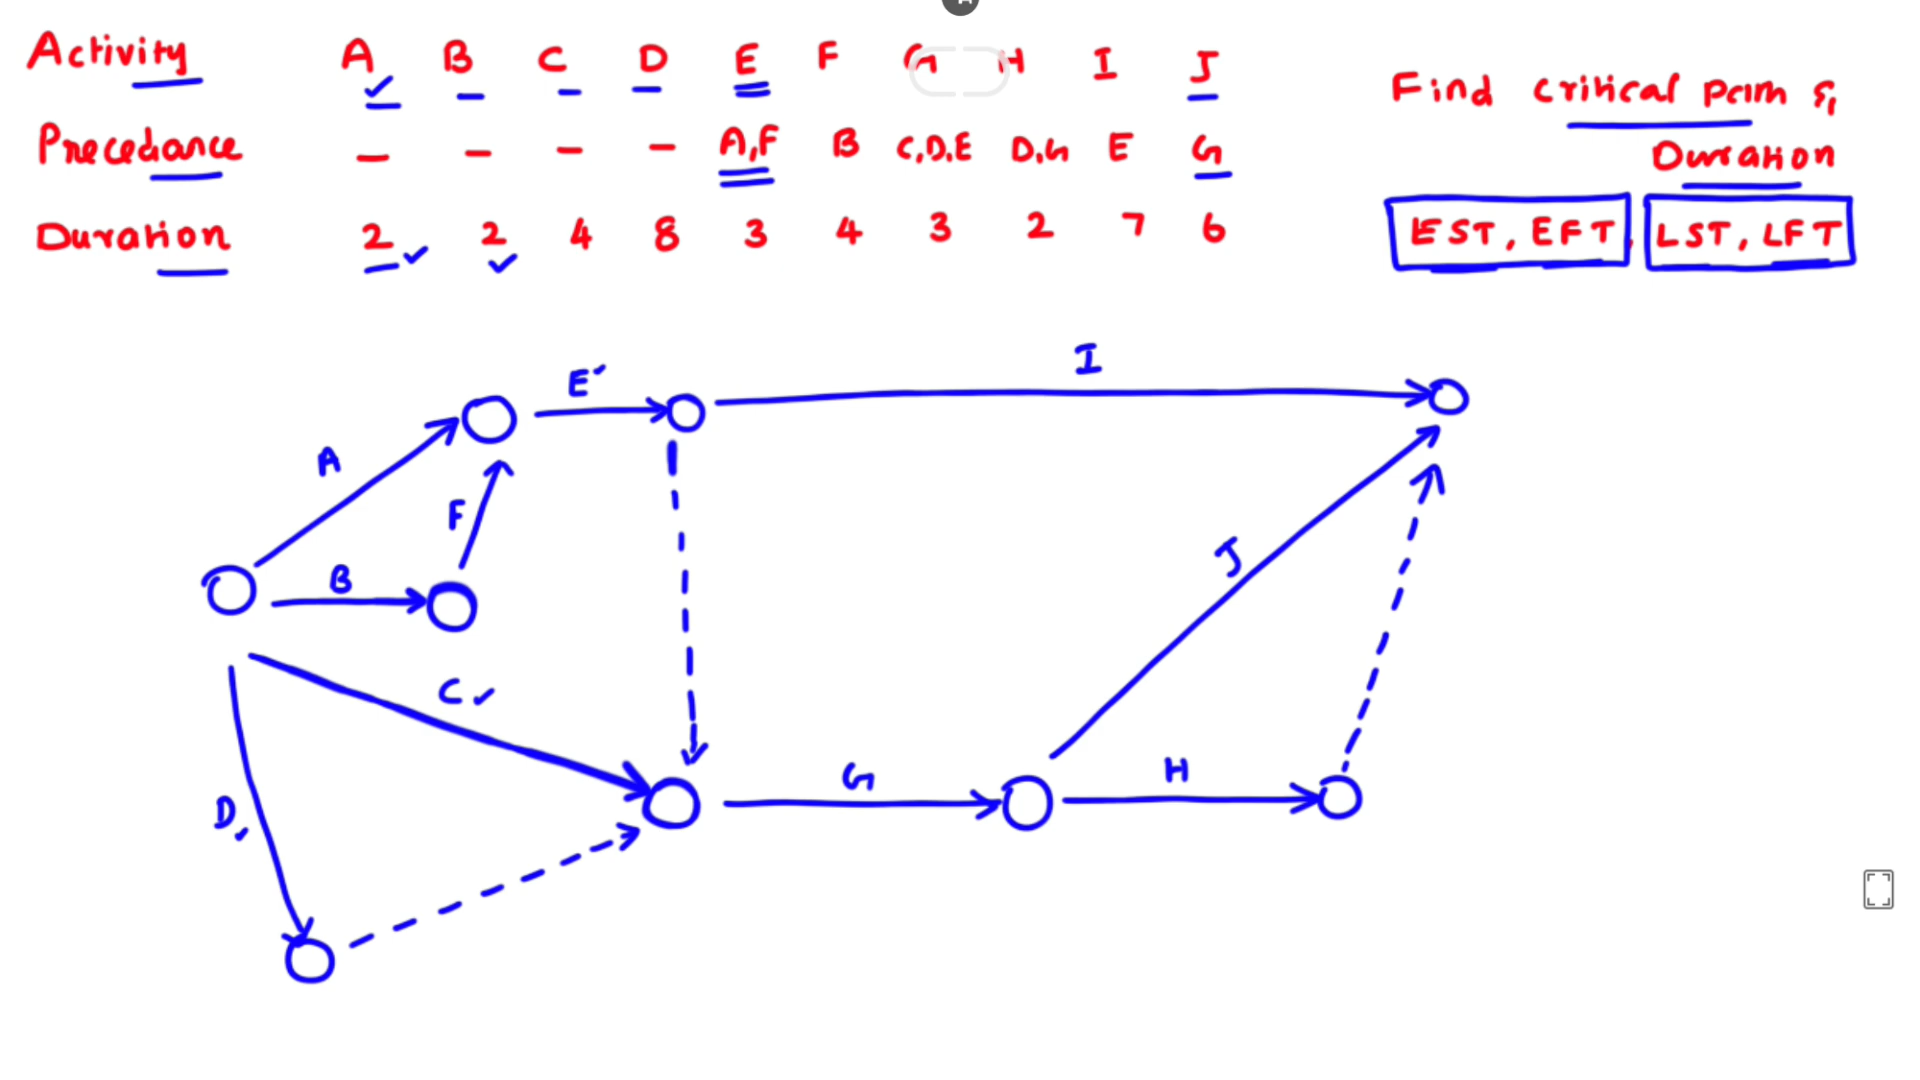 Activity A B C D E F G H I J
Find critical path &
Precedance - - - - A,F B C,D,E D,G E G
Duration
Duration 2 2 4 8 3 4 3 2 7 6
EST, EFT, LST, LFT
I
E
A
F
B
J
C
G
H
D